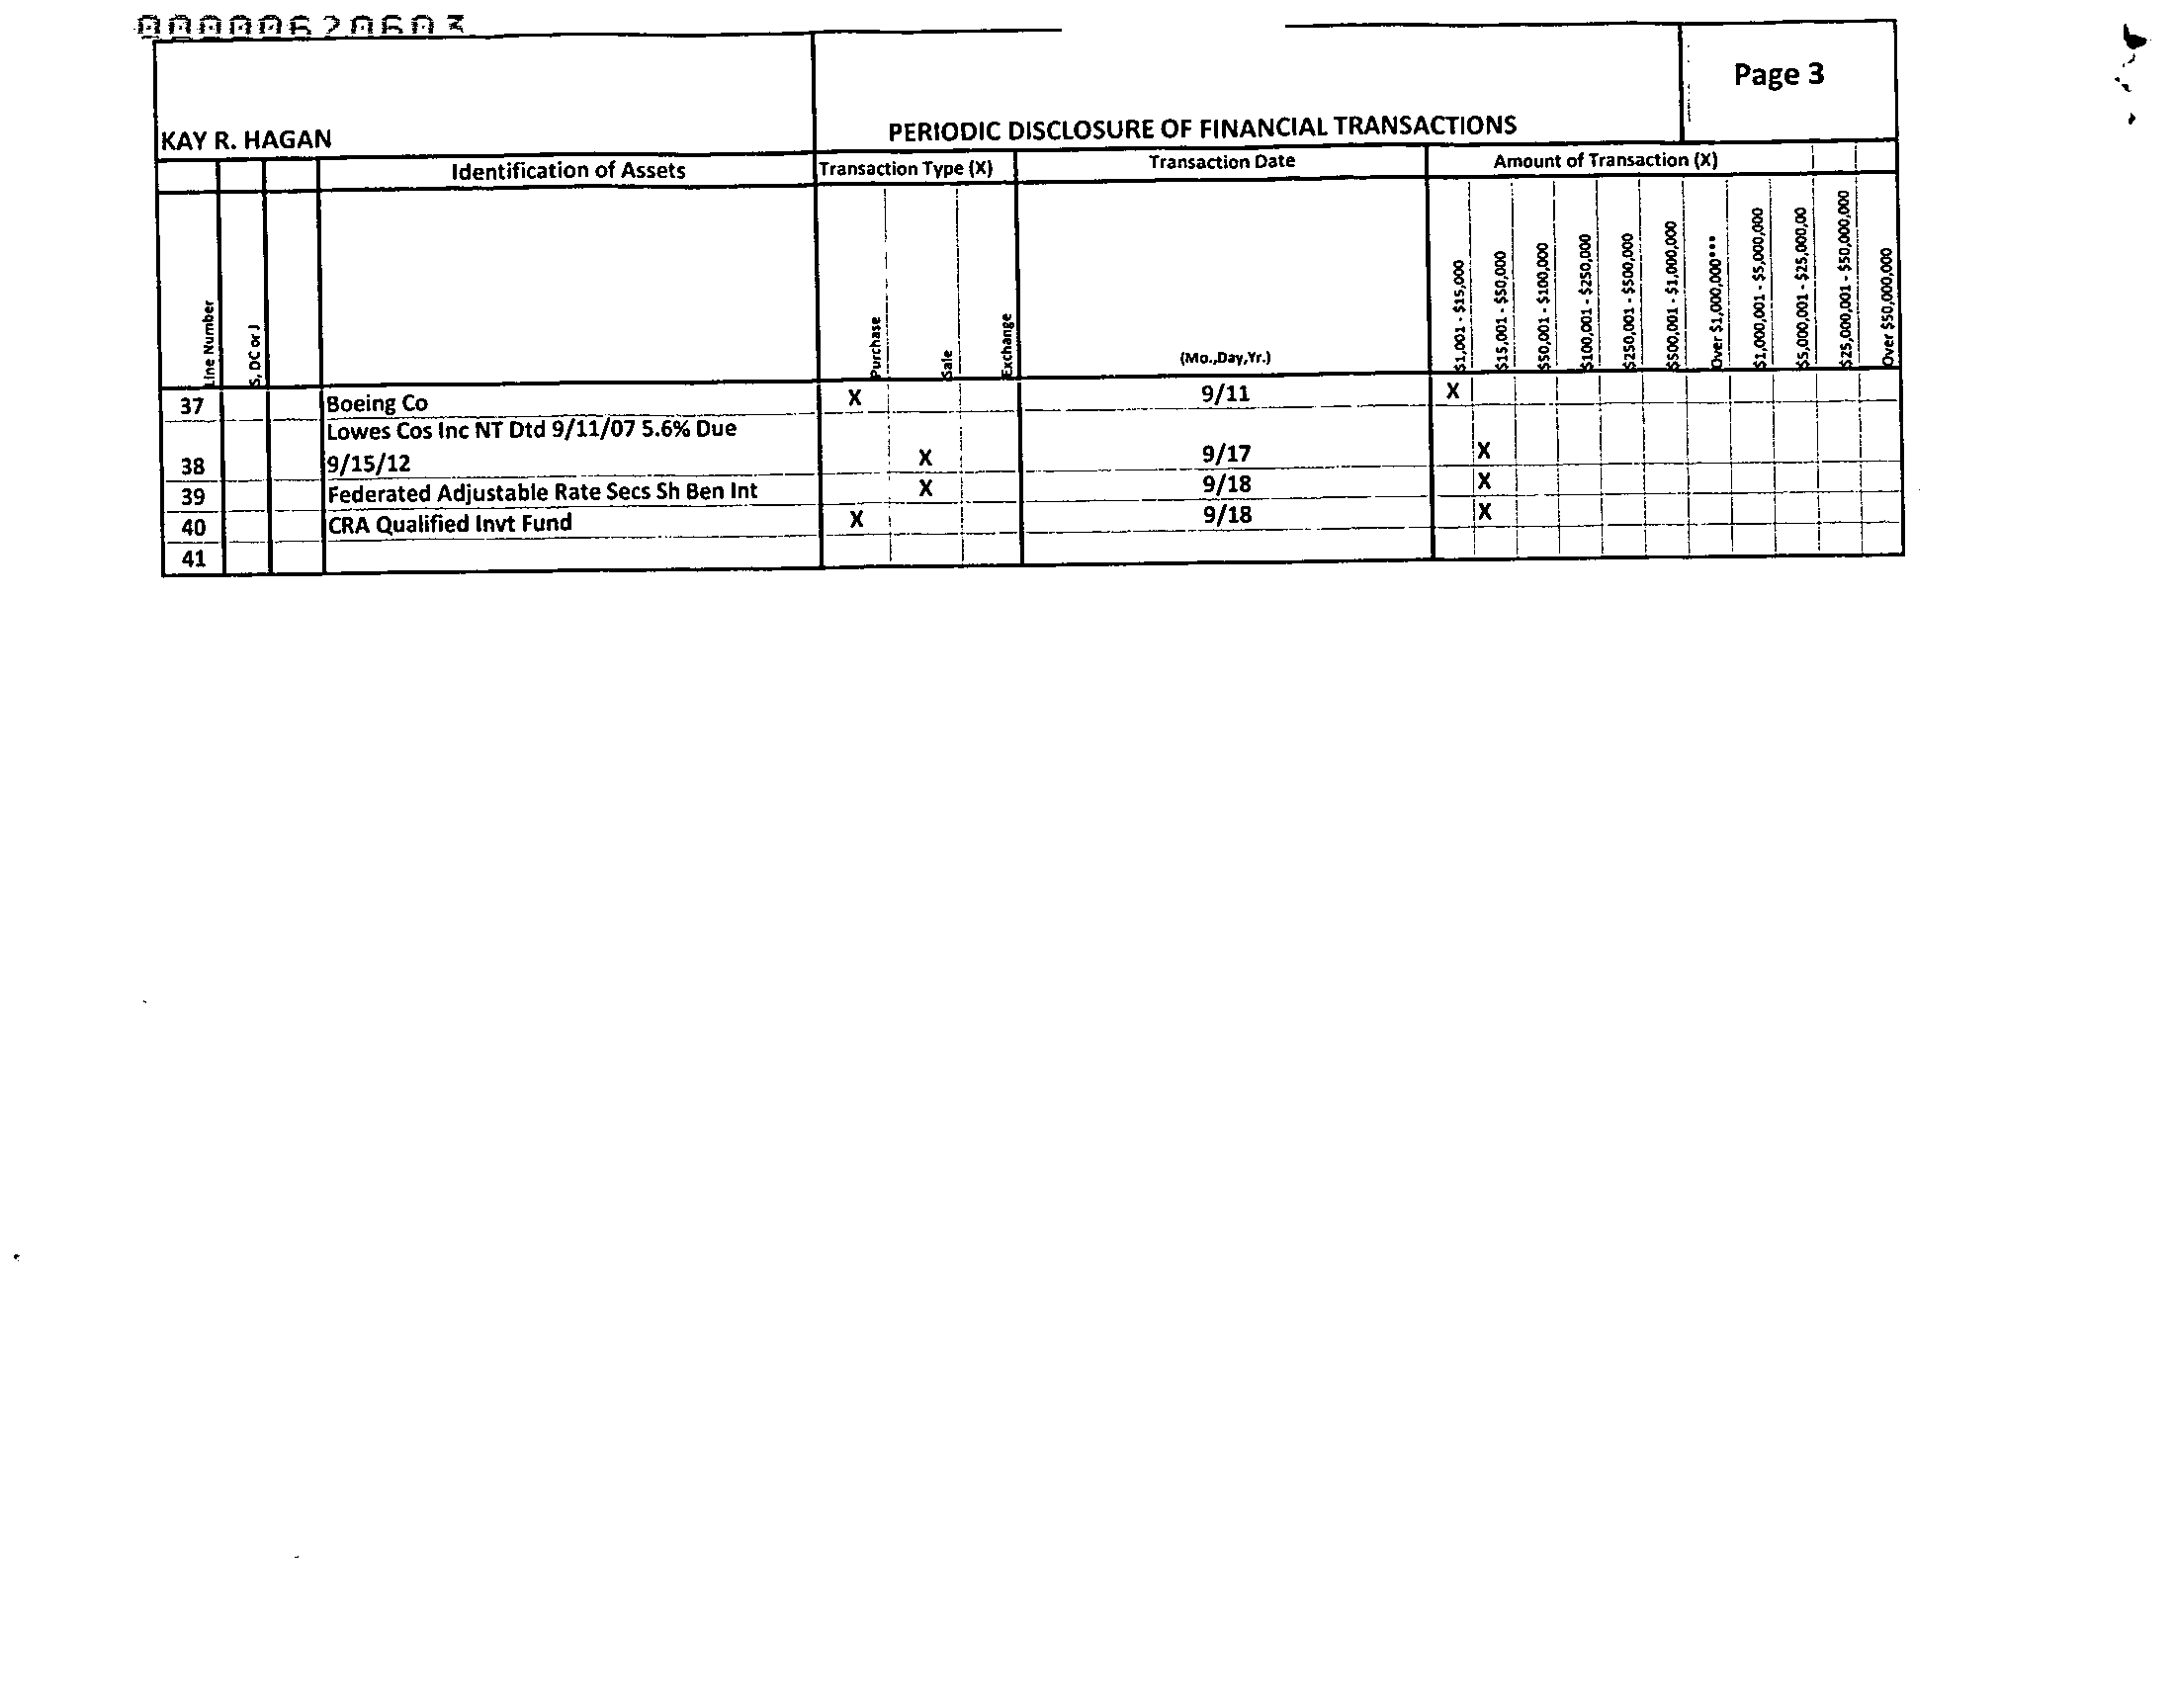 000000620603
Page 3
KAY R. HAGAN
PERIODIC DISCLOSURE OF FINANCIAL TRANSACTIONS
Identification of Assets
Transaction Type (X)
Transaction Date
Amount of Transaction (X)
Line Number
S, DC or J
Purchase
Sale
Exchange
(Mo.,Day,Yr.)
$1,001 - $15,000
$15,001 - $50,000
$50,001 - $100,000
$100,001 - $250,000
$250,001 - $500,000
$500,001 - $1,000,000
Over $1,000,000***
$1,000,001 - $5,000,000
$5,000,001 - $25,000,00
$25,000,001 - $50,000,000
Over $50,000,000
37 Boeing Co X 9/11 X
Lowes Cos Inc NT Dtd 9/11/07 5.6% Due
38 9/15/12 X 9/17 X
39 Federated Adjustable Rate Secs Sh Ben Int X 9/18 X
40 CRA Qualified Invt Fund X 9/18 X
41